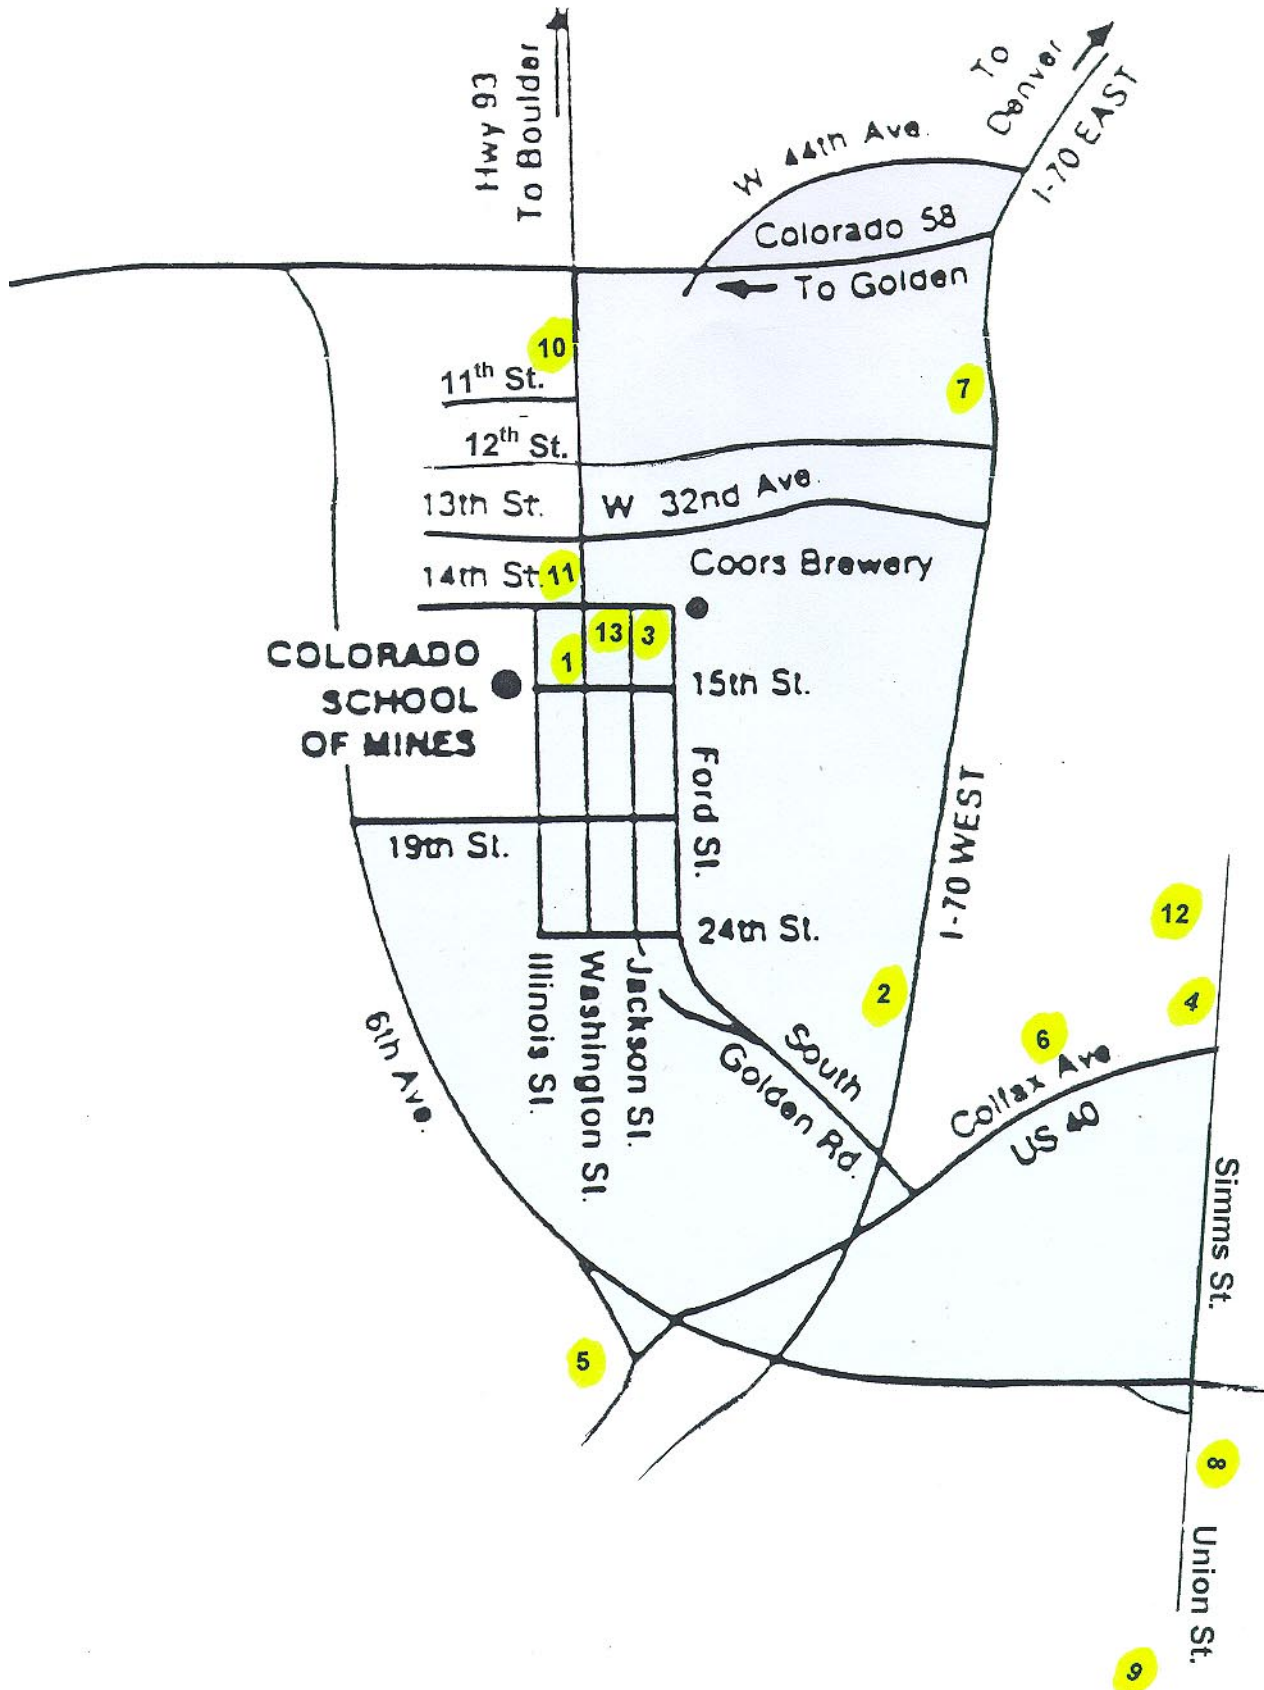 Hwy 93
To Boulder
To
Denver
I-70 EAST
W 44th Ave.
Colorado 58
To Golden
10
11th St.
7
12th St.
13th St.
W 32nd Ave.
14th St.
11
Coors Brewery
13
3
1
COLORADO
SCHOOL
OF MINES
15th St.
Ford St.
I-70 WEST
19th St.
12
24th St.
Illinois St.
Washington St.
Jackson St.
2
4
6
6th Ave.
South
Golden Rd.
Colfax Ave
US 40
Simms St.
5
8
Union St.
9